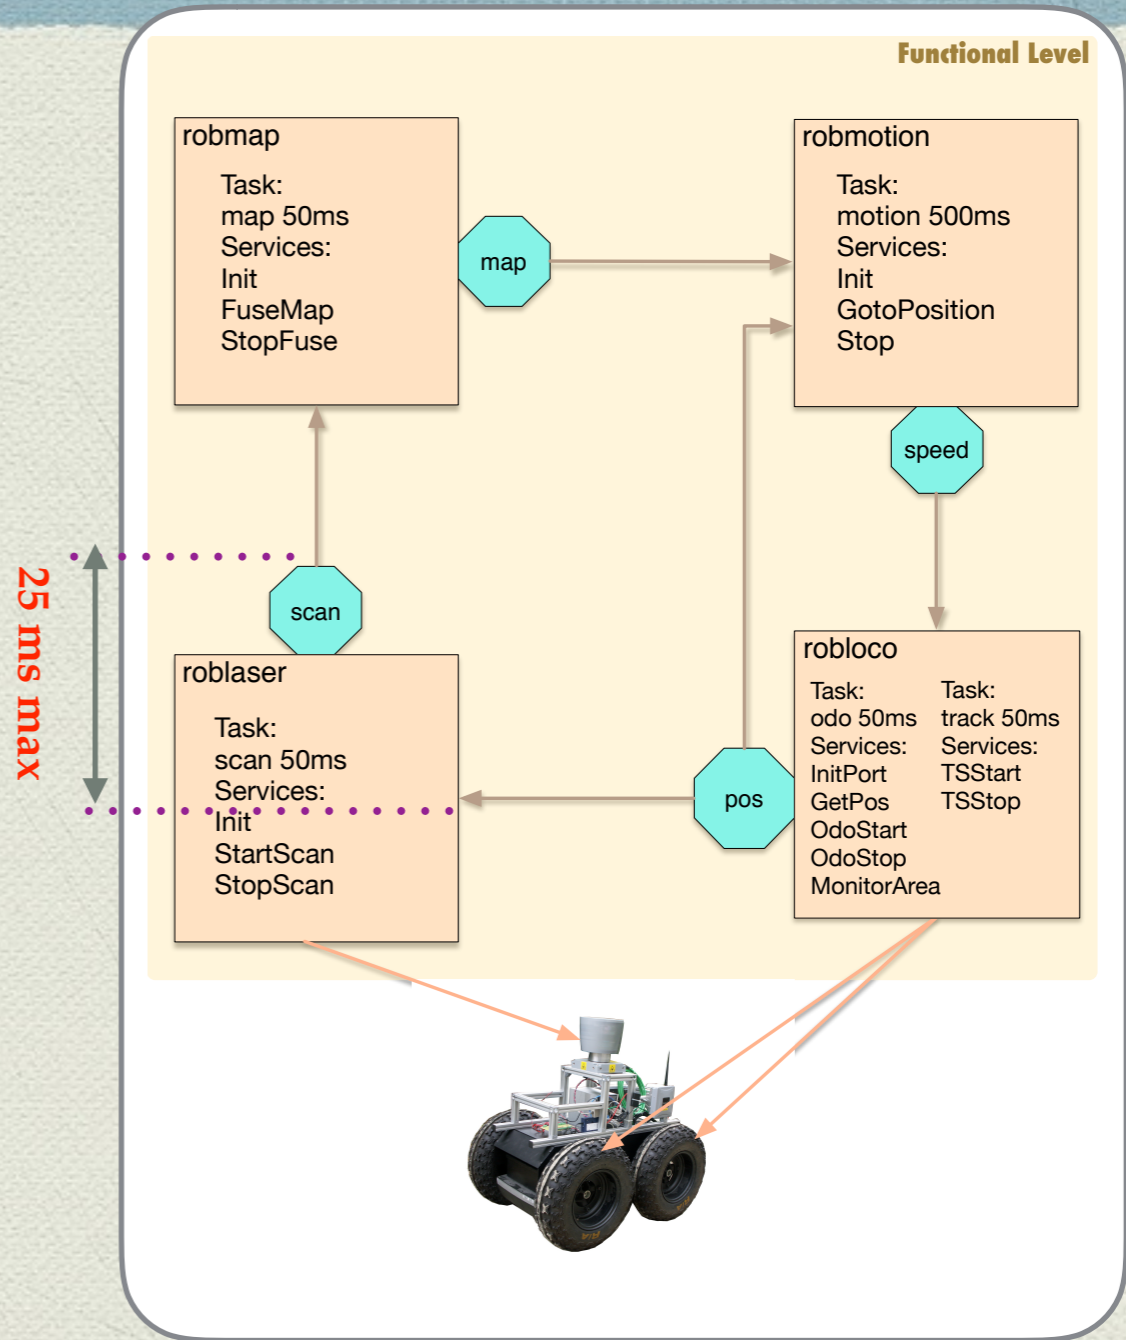 Functional Level
robmap
Task:
map 50ms
Services:
Init
FuseMap
StopFuse
map
robmotion
Task:
motion 500ms
Services:
Init
GotoPosition
Stop
speed
25 ms max
scan
roblaser
Task:
scan 50ms
Services:
Init
StartScan
StopScan
pos
robloco
Task:
odo 50ms
Services:
InitPort
GetPos
OdoStart
OdoStop
MonitorArea
Task:
track 50ms
Services:
TSStart
TSStop